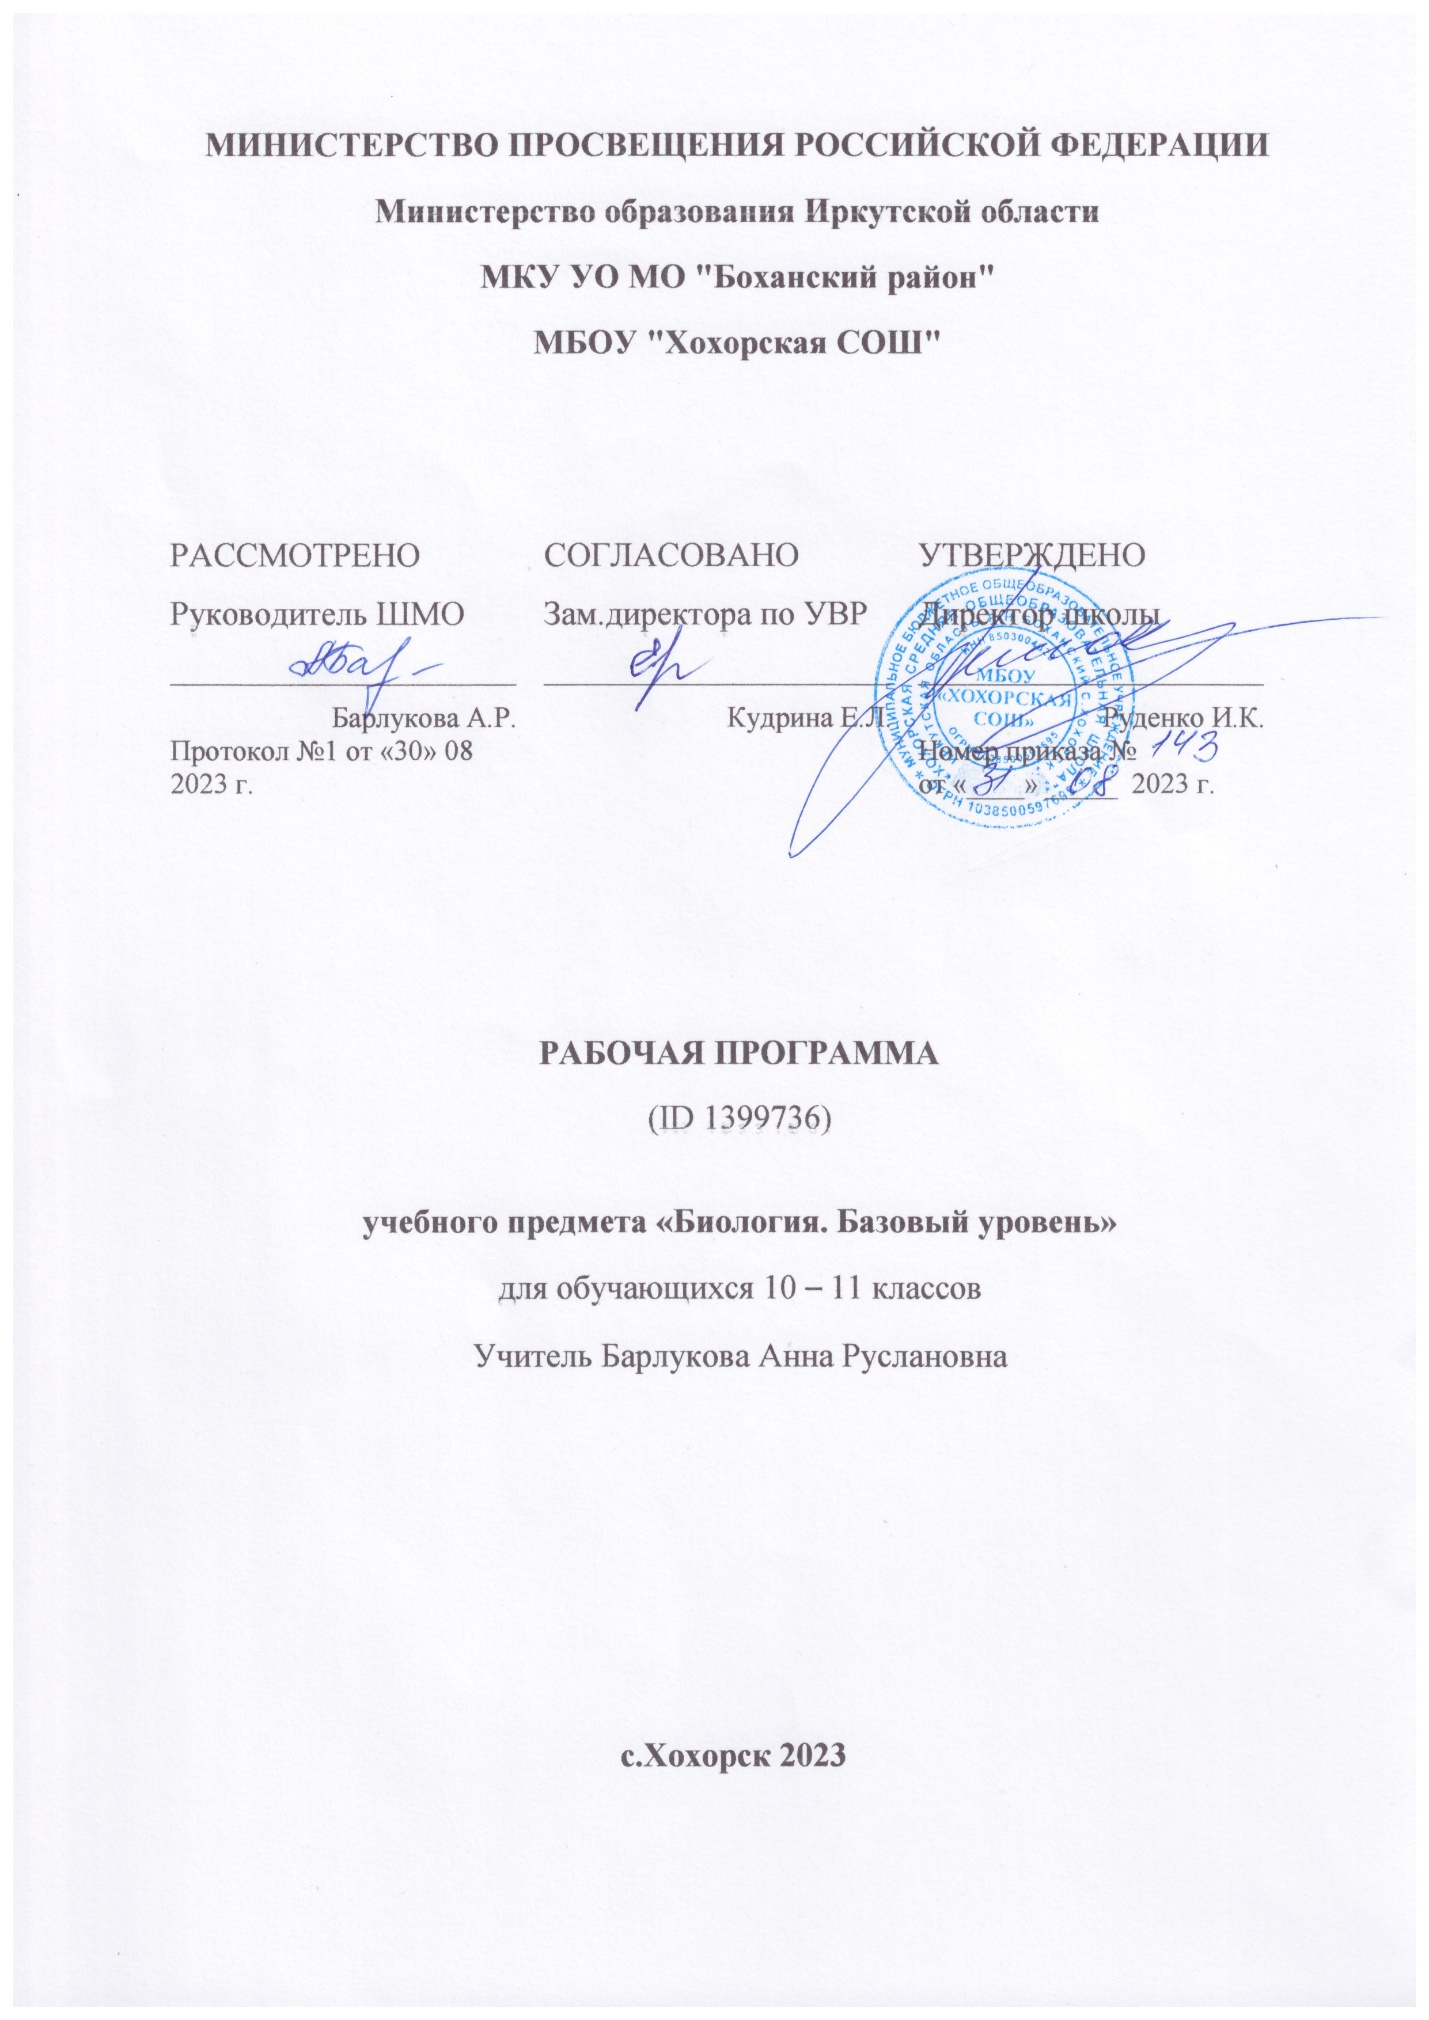 МИНИСТЕРСТВО ПРОСВЕЩЕНИЯ РОССИЙСКОЙ ФЕДЕРАЦИИ
Министерство образования Иркутской области
МКУ УО МО "Боханский район"
МБОУ "Хохорская СОШ"
РАССМОТРЕНО
Руководитель ШМО
Барлукова А.Р.
Протокол №1 от «30» 08
2023 г.
СОГЛАСОВАНО
Зам.директора по УВР
Кудрина Е.Л.
УТВЕРЖДЕНО
Директор школы
Руденко И.К.
Номер приказа № 143
от «31» 08 2023 г.
МБОУ
«ХОХОРСКАЯ
СОШ»
РАБОЧАЯ ПРОГРАММА
(ID 1399736)
учебного предмета «Биология. Базовый уровень»
для обучающихся 10 – 11 классов
Учитель Барлукова Анна Руслановна
с.Хохорск 2023